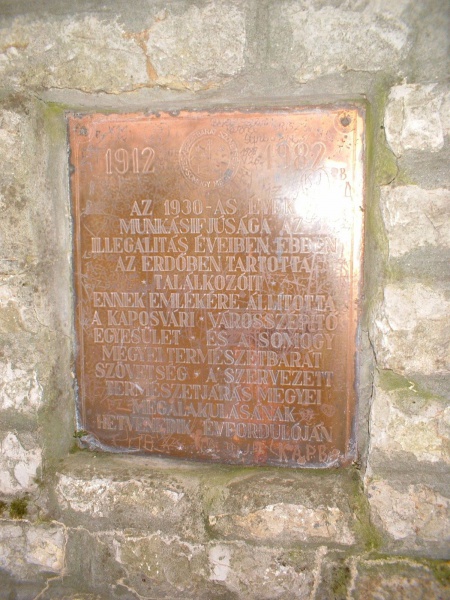 1912 1982
AZ 1930-AS ÉVEK
MUNKÁSIFJÚSÁGA AZ
ILLEGALITÁS ÉVEIBEN EBBEN
AZ ERDŐBEN TARTOTTA
TALÁLKOZÓIT
ENNEK EMLÉKÉRE ÁLLÍTOTTA
A KAPOSVÁRI VÁROSSZÉPÍTŐ
EGYESÜLET ÉS A SOMOGY
MEGYEI TERMÉSZETBARÁT
SZÖVETSÉG A SZERVEZETT
TERMÉSZETJÁRÁS MEGYEI
MEGALAKULÁSÁNAK
HETVENEDIK ÉVFORDULÓJÁN